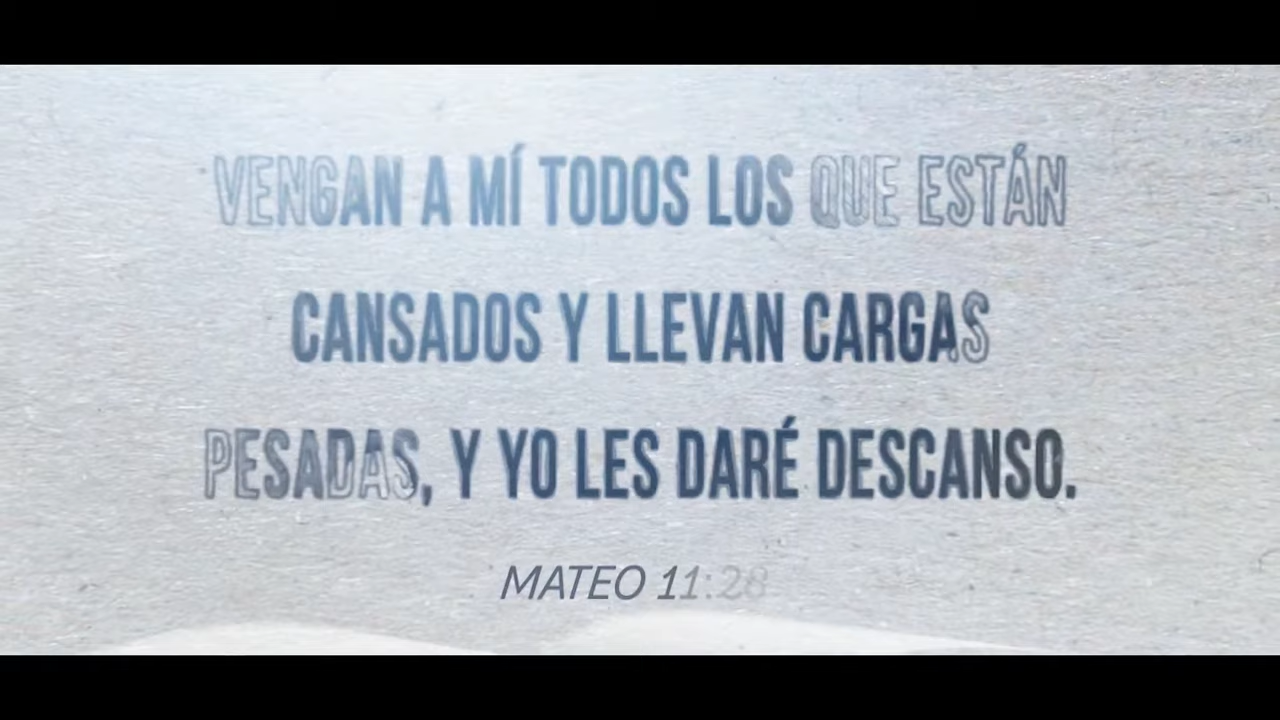 VENGAN A MÍ TODOS LOS QUE ESTÁN
CANSADOS Y LLEVAN CARGAS
PESADAS, Y YO LES DARÉ DESCANSO.
MATEO 11:28